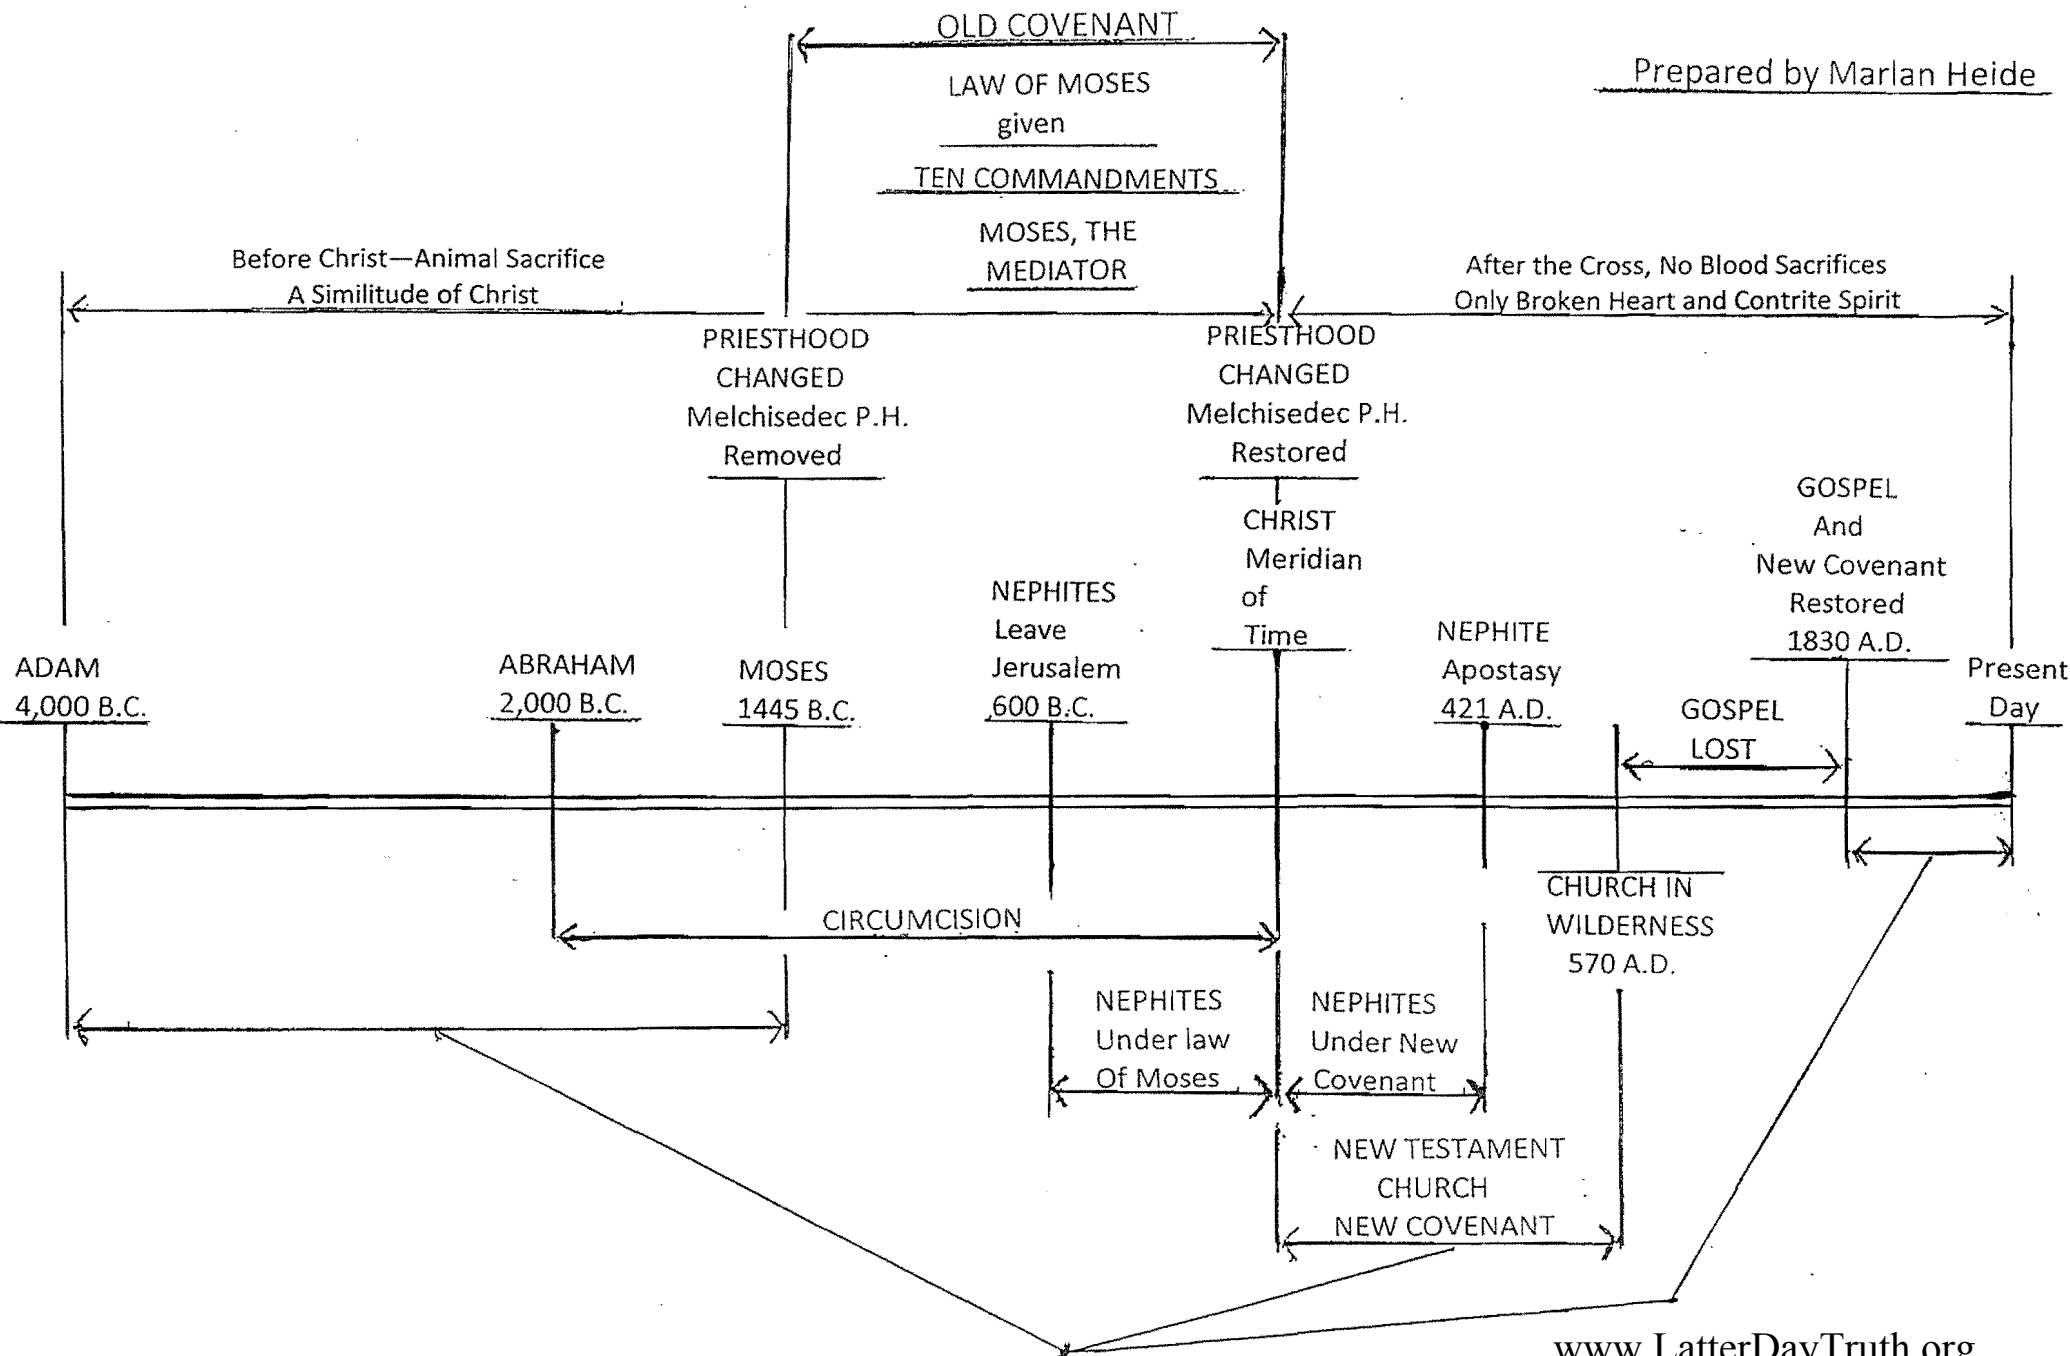 OLD COVENANT
Prepared by Marlan Heide
LAW OF MOSES
given
TEN COMMANDMENTS
MOSES, THE
MEDIATOR
Before Christ—Animal Sacrifice
A Similitude of Christ
After the Cross, No Blood Sacrifices
Only Broken Heart and Contrite Spirit
PRIESTHOOD
CHANGED
Melchisedec P.H.
Removed
PRIESTHOOD
CHANGED
Melchisedec P.H.
Restored
CHRIST
Meridian
of
Time
GOSPEL
And
New Covenant
Restored
1830 A.D.
ADAM
4,000 B.C.
ABRAHAM
2,000 B.C.
MOSES
1445 B.C.
NEPHITES
Leave
Jerusalem
600 B.C.
NEPHITE
Apostasy
421 A.D.
GOSPEL
LOST
Present
Day
CIRCUMCISION
CHURCH IN
WILDERNESS
570 A.D.
NEPHITES
Under law
Of Moses
NEPHITES
Under New
Covenant
NEW TESTAMENT
CHURCH
NEW COVENANT
www.LatterDayTruth.org